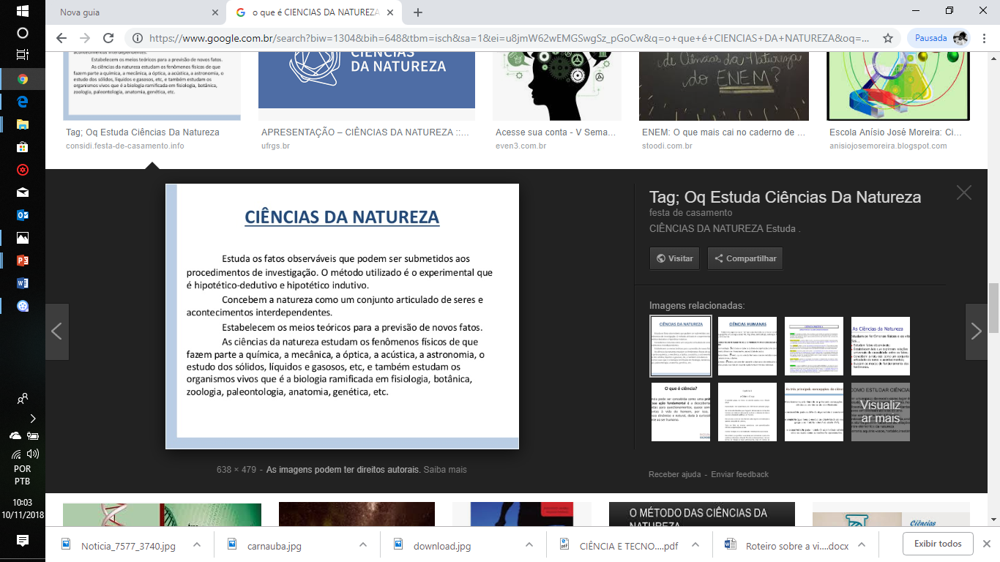 Nova guia
o que é CIENCIAS DA NATUREZA
https://www.google.com.br/search?biw=1304&bih=648&tbm=isch&sa=1&ei=u8jmW62wEMGSwgSz_pGoCw&q=o+que+é+CIENCIAS+DA+NATUREZA&oq=...
Pausada
acontecimentos interdependentes.
Estabelecem os meios teóricos para a previsão de novos fatos.
As ciências da natureza estudam os fenômenos físicos de que
fazem parte a química, a mecânica, a óptica, a acústica, a astronomia, o
estudo dos sólidos, líquidos e gasosos, etc, e também estudam os
organismos vivos que é a biologia ramificada em fisiologia, botânica,
zoologia, paleontologia, anatomia, genética, etc.
CIÊNCIAS
DA NATUREZA
de Ciências da Natureza
do ENEM?
Tag; Oq Estuda Ciências Da Natureza
considi.festa-de-casamento.info
APRESENTAÇÃO – CIÊNCIAS DA NATUREZA ::...
ufrgs.br
Acesse sua conta - V Sema...
even3.com.br
ENEM: O que mais cai no caderno de ...
stoodi.com.br
Escola Anísio José Moreira: Ci...
anisiojosemoreira.blogspot.com
CIÊNCIAS DA NATUREZA
Estuda os fatos observáveis que podem ser submetidos aos
procedimentos de investigação. O método utilizado é o experimental que
é hipotético-dedutivo e hipotético indutivo.
Concebem a natureza como um conjunto articulado de seres e
acontecimentos interdependentes.
Estabelecem os meios teóricos para a previsão de novos fatos.
As ciências da natureza estudam os fenômenos físicos de que
fazem parte a química, a mecânica, a óptica, a acústica, a astronomia, o
estudo dos sólidos, líquidos e gasosos, etc, e também estudam os
organismos vivos que é a biologia ramificada em fisiologia, botânica,
zoologia, paleontologia, anatomia, genética, etc.
638 × 479 - As imagens podem ter direitos autorais. Saiba mais
Tag; Oq Estuda Ciências Da Natureza
festa de casamento
CIÊNCIAS DA NATUREZA Estuda .
Visitar
Compartilhar
Imagens relacionadas:
CIÊNCIAS DA NATUREZA
CIÊNCIAS HUMANAS
As Ciências da Natureza
O que é ciência?
Visualiz
ar mais
Receber ajuda - Enviar feedback
O MÉTODO DAS CIÊNCIAS DA
NATUREZA
Ciências
POR
PTB
10:03
10/11/2018
Noticia_7577_3740.jpg
carnauba.jpg
download.jpg
CIÊNCIA E TECNO....pdf
Roteiro sobre a vi....docx
Exibir todos